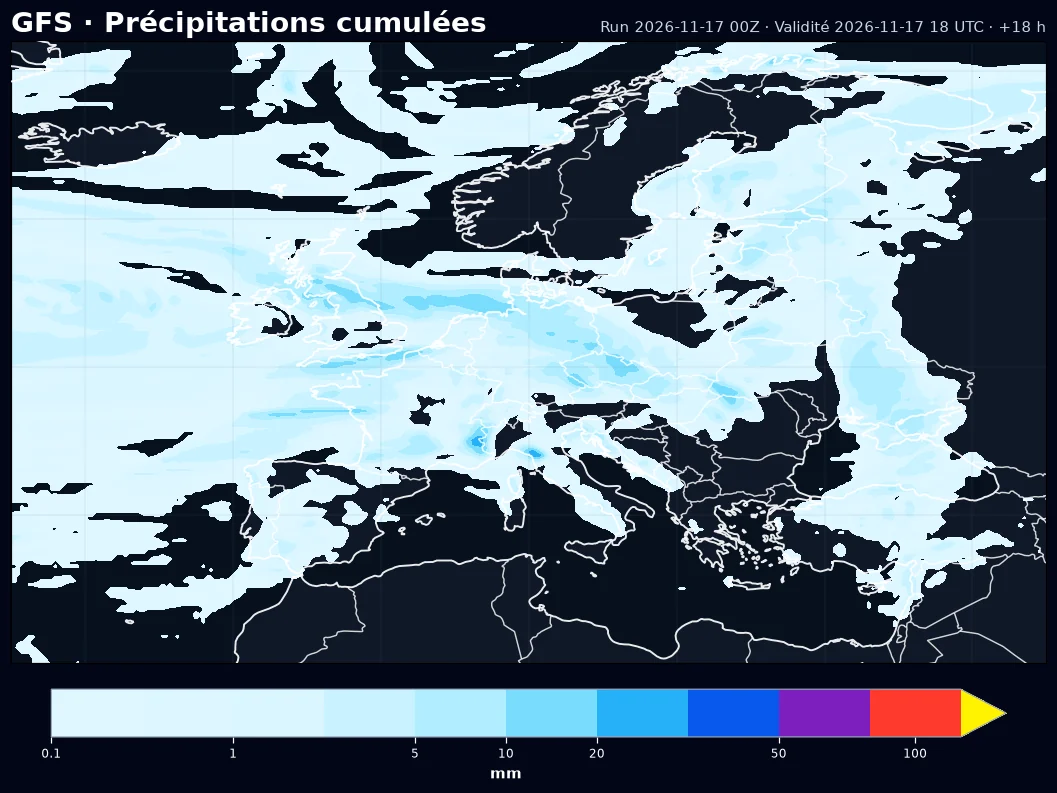 GFS · Précipitations cumulées
Run 2026-11-17 00Z · Validité 2026-11-17 18 UTC · +18 h
0.1 1 5 10 20 50 100
mm